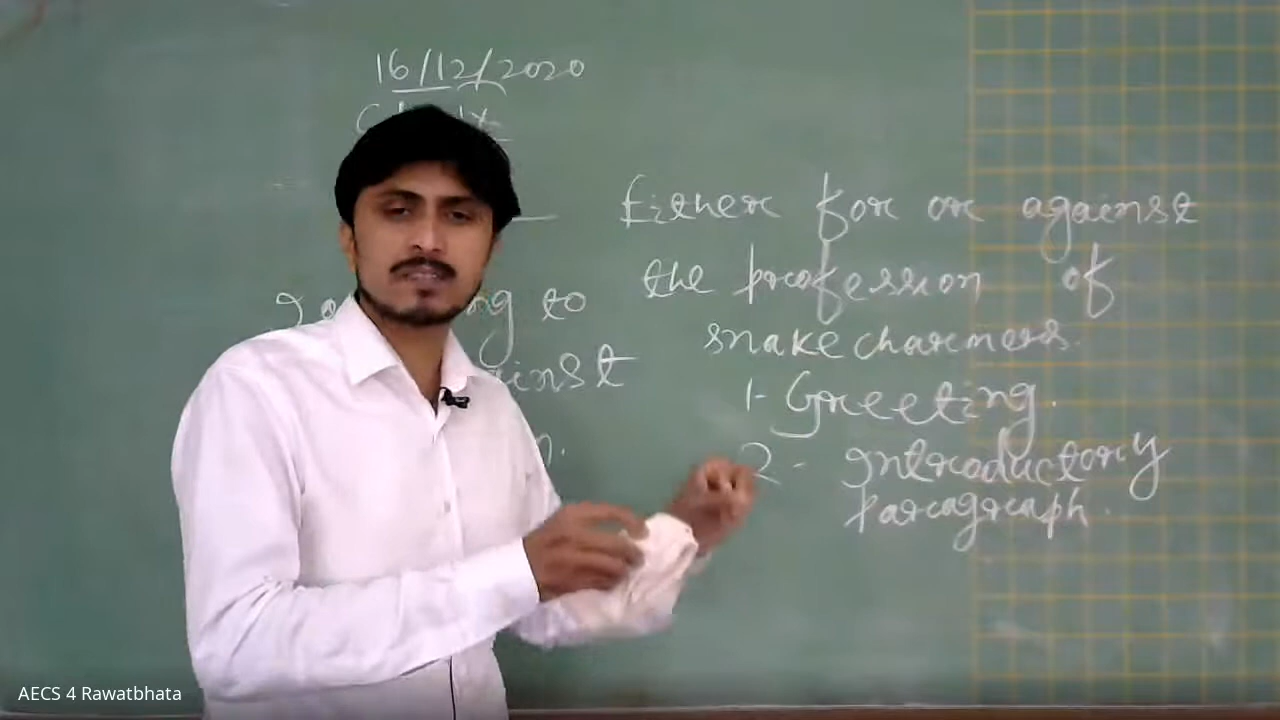 16/12/2020
Either for or against
the profession of
snake charmers.
1- Greeting.
2- Introductory
Paragraph.
to
AECS 4 Rawatbhata